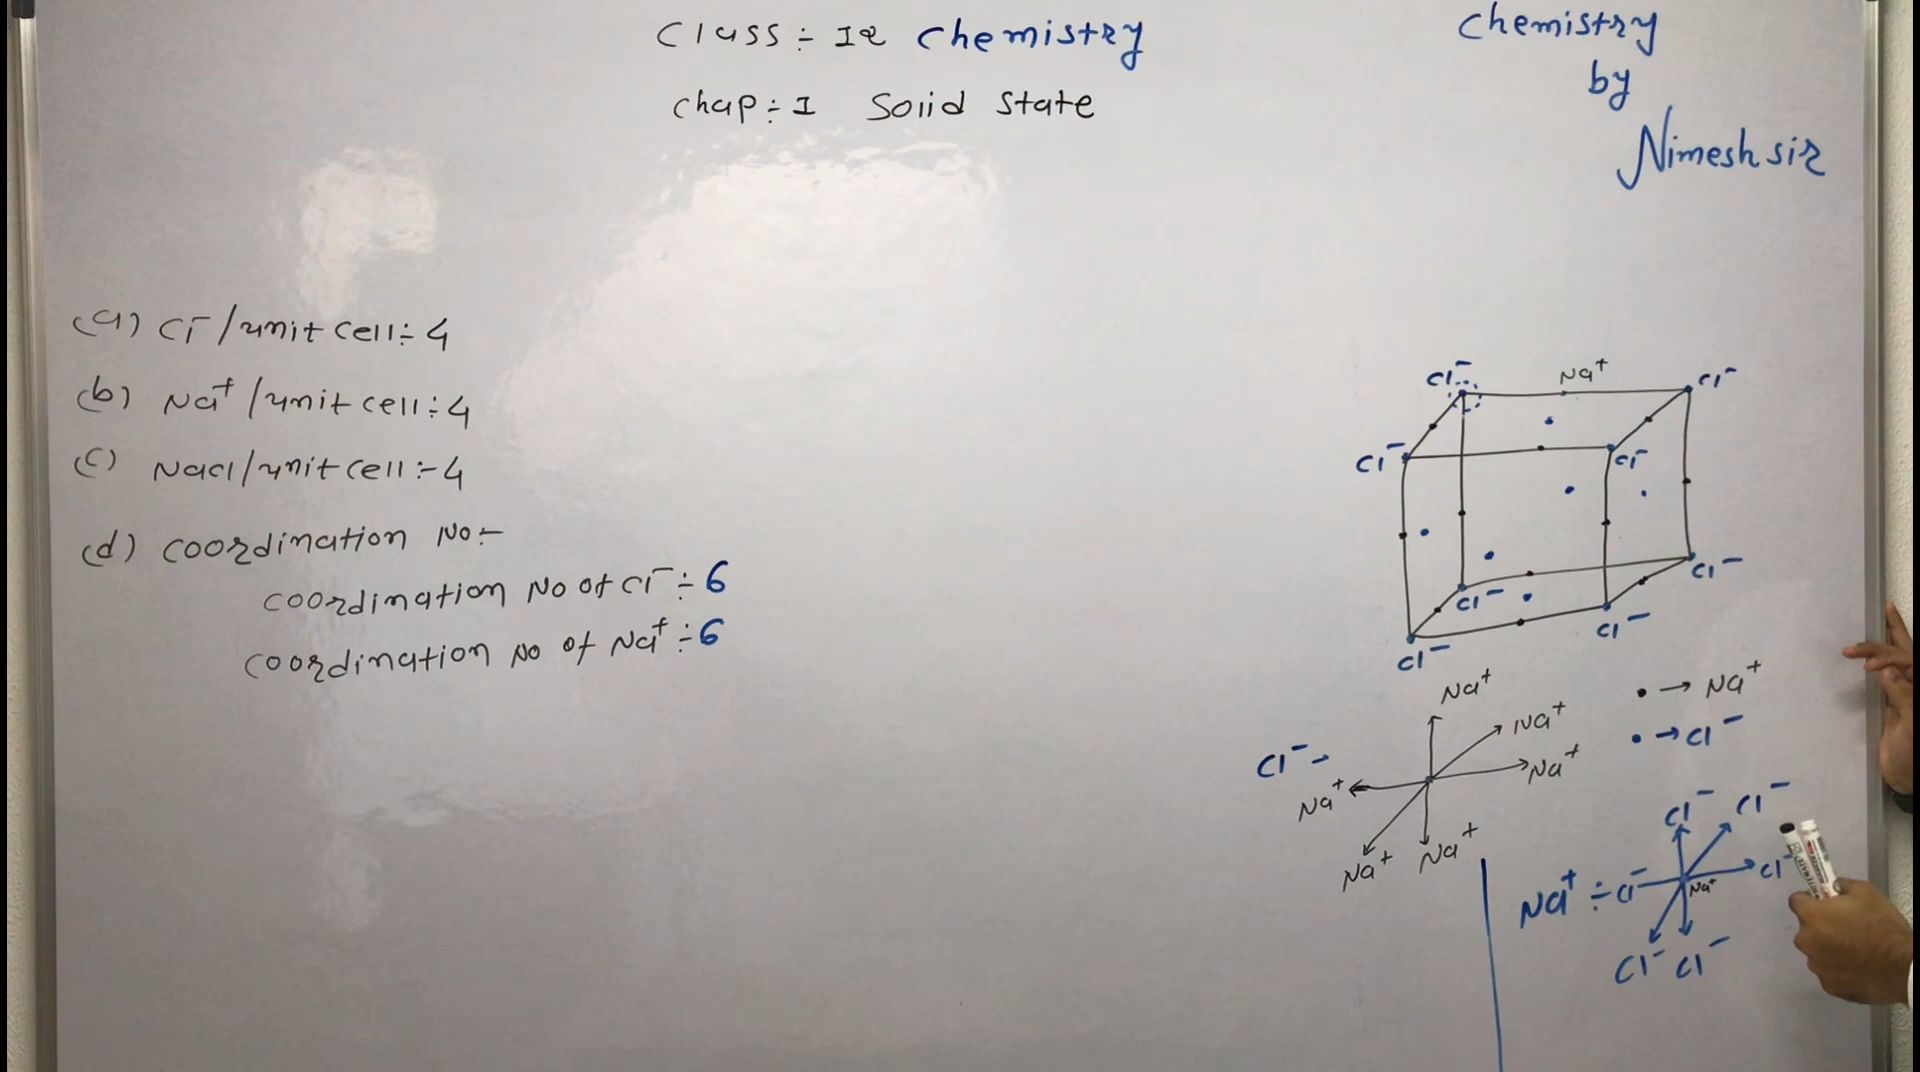 Class :- 12 Chemistry
Chap :- 1 Solid State
Chemistry
by
Nimesh sir
(a) Cl⁻/unit cell :- 4
(b) Na⁺/unit cell :- 4
(c) NaCl/unit cell :- 4
(d) Coordination No :-
Coordination No of Cl⁻ :- 6
Coordination No of Na⁺ :- 6
Cl⁻ Na⁺ Cl⁻
Cl⁻ Cl⁻
Cl⁻ Cl⁻
Cl⁻ Cl⁻
• → Na⁺
• → Cl⁻
Cl⁻ -
Na⁺
Na⁺
Na⁺
Na⁺
Na⁺ Na⁺
Na⁺ :-
Cl⁻ Cl⁻
Cl⁻ Na⁺ Cl⁻
Cl⁻ Cl⁻